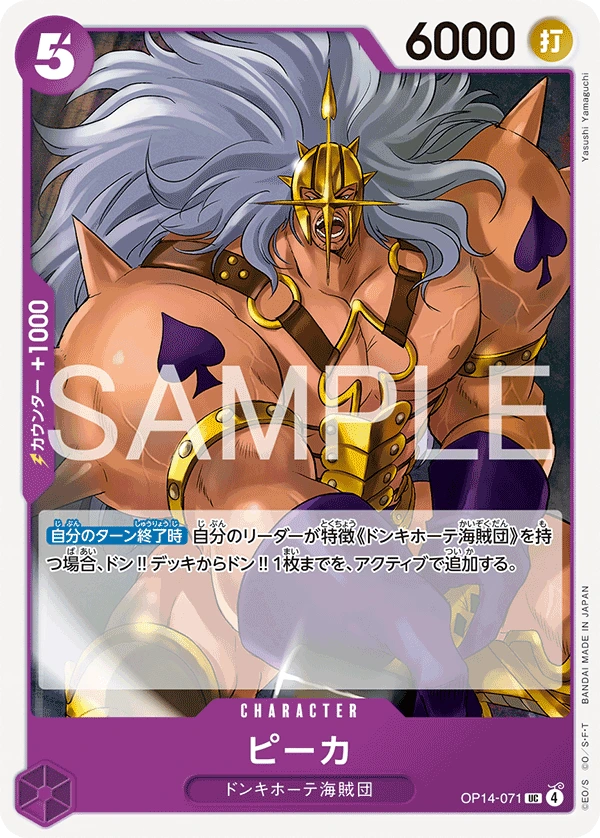 5
6000
打
Yasushi Yamaguchi
カウンター +1000
SAMPLE
自分のターン終了時 自分のリーダーが特徴《ドンキホーテ海賊団》を持
つ場合、ドン!!デッキからドン!!1枚までを、アクティブで追加する。
CHARACTER
ピーカ
ドンキホーテ海賊団
OP14-071 UC 4
©E.O/S ©O/S・F・T BANDAI MADE IN JAPAN